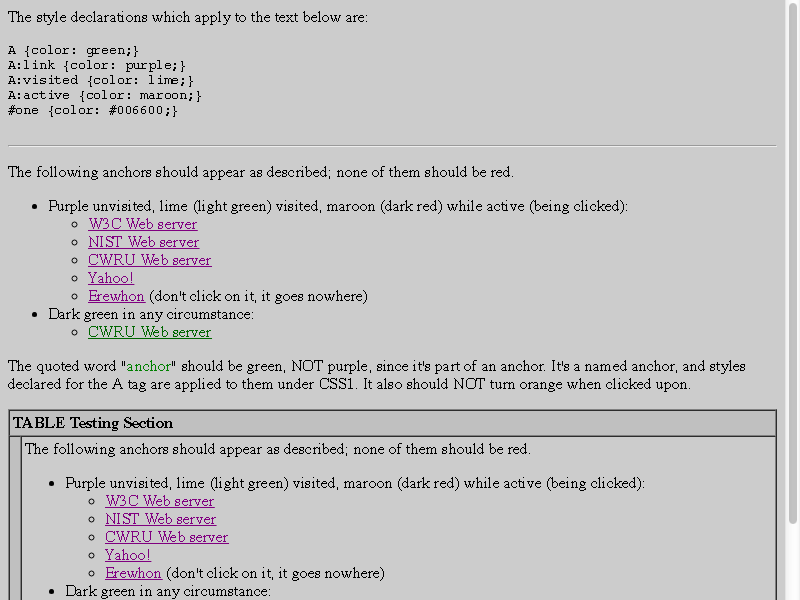 The style declarations which apply to the text below are:
A {color: green;}
A:link {color: purple;}
A:visited {color: lime;}
A:active {color: maroon;}
#one {color: #006600;}
The following anchors should appear as described; none of them should be red.
Purple unvisited, lime (light green) visited, maroon (dark red) while active (being clicked):
W3C Web server
NIST Web server
CWRU Web server
Yahoo!
Erewhon (don't click on it, it goes nowhere)
Dark green in any circumstance:
CWRU Web server
The quoted word "anchor" should be green, NOT purple, since it's part of an anchor. It's a named anchor, and styles
declared for the A tag are applied to them under CSS1. It also should NOT turn orange when clicked upon.
TABLE Testing Section
The following anchors should appear as described; none of them should be red.
Purple unvisited, lime (light green) visited, maroon (dark red) while active (being clicked):
W3C Web server
NIST Web server
CWRU Web server
Yahoo!
Erewhon (don't click on it, it goes nowhere)
Dark green in any circumstance: